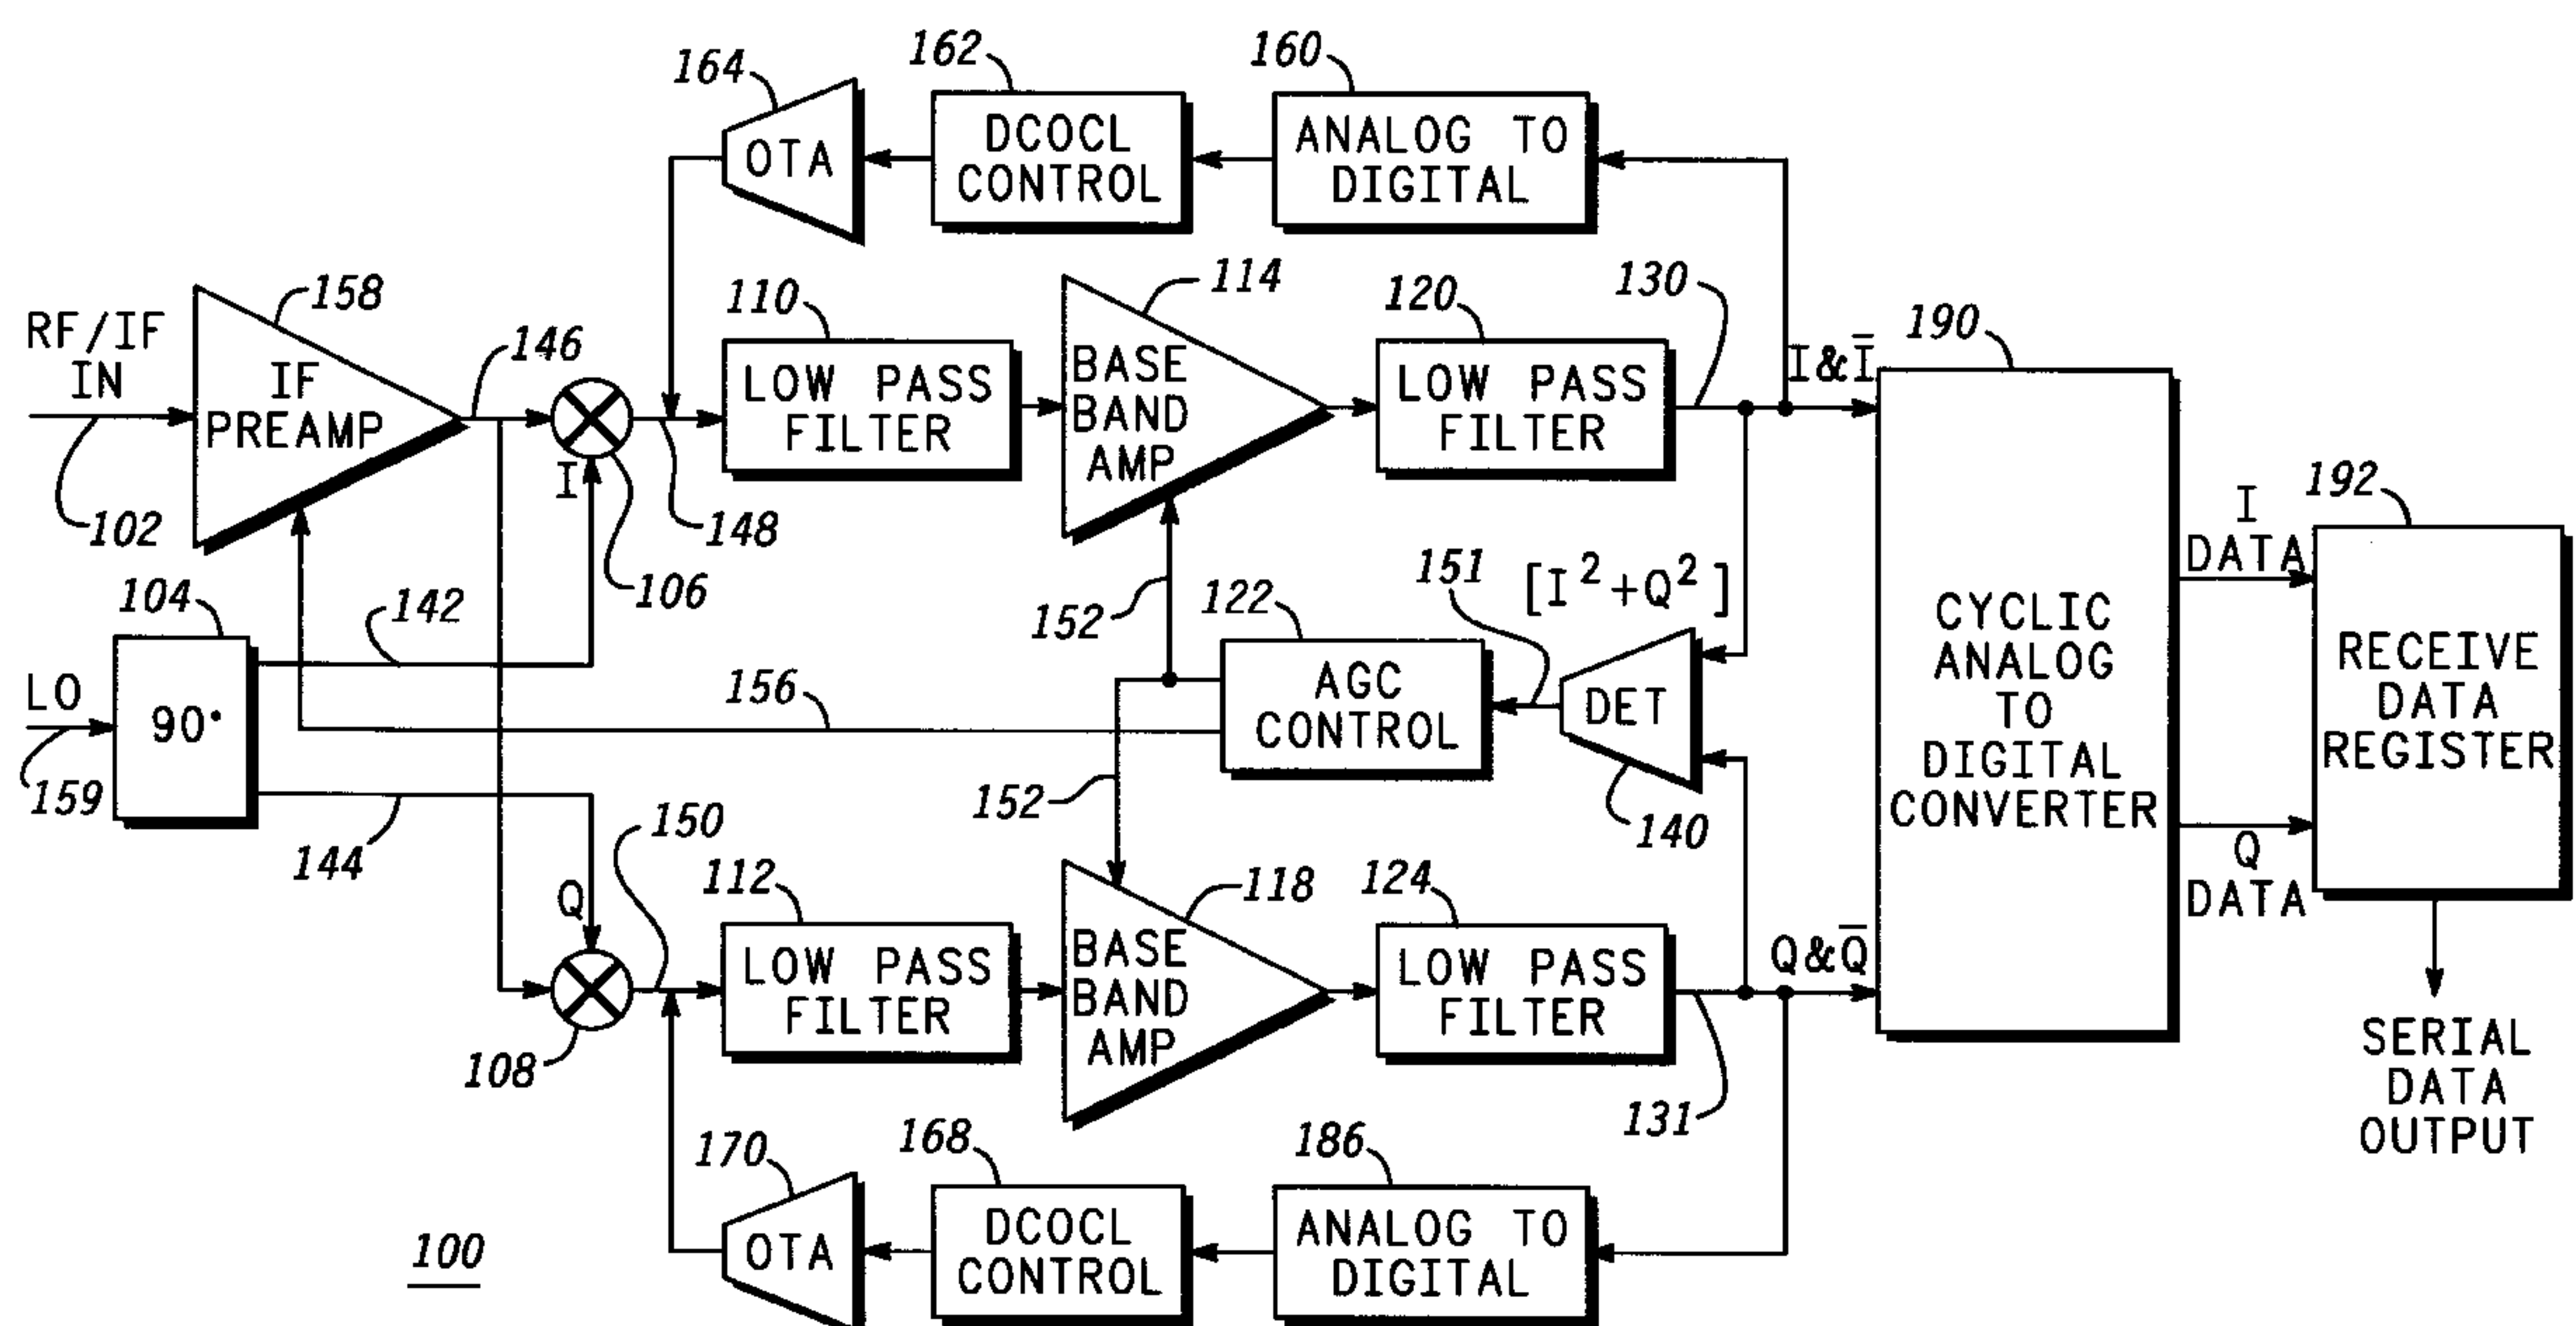 164
OTA
162
DCOCL
CONTROL
160
ANALOG TO
DIGITAL
RF/IF
IN
102
158
IF
PREAMP
146
I
106
148
110
LOW PASS
FILTER
114
BASE
BAND
AMP
120
LOW PASS
FILTER
130
I&Ī
190
CYCLIC
ANALOG
TO
DIGITAL
CONVERTER
I
DATA
Q
DATA
192
RECEIVE
DATA
REGISTER
SERIAL
DATA
OUTPUT
104
90°
LO
159
142
144
156
152
152
122
AGC
CONTROL
151
[I²+Q²]
DET
140
Q
108
150
112
LOW PASS
FILTER
118
BASE
BAND
AMP
124
LOW PASS
FILTER
131
Q&Q̄
170
OTA
168
DCOCL
CONTROL
186
ANALOG TO
DIGITAL
100